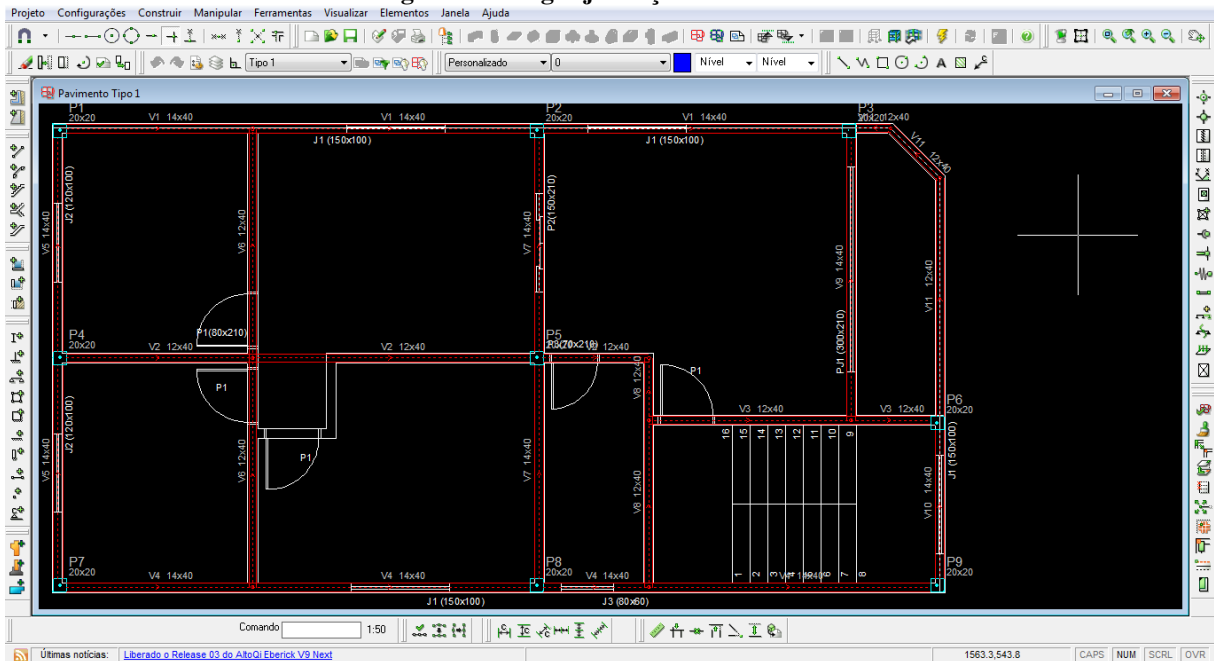 Projeto Configurações Construir Manipular Ferramentas Visualizar Elementos Janela Ajuda
Tipo 1 Personalizado 0 Nível Nível
Pavimento Tipo 1
P1
20x20
V1 14x40
V1 14x40
P2
20x20
V1 14x40
P3
J1 (150x100)
J1 (150x100)
V11 12x40
J2 (120x100)
V5 14x40
V6 12x40
V7 14x40
P2(150x210)
V9 14x40
PJ1 (300x210)
V11 12x40
P1(80x210)
P4
20x20
V2 12x40
V2 12x40
P5
P1
P1
V8 12x40
V3 12x40
V3 12x40
P6
20x20
J2 (120x100)
V5 14x40
V6 12x40
P1
V7 14x40
V8 12x40
16 15 14 13 12 11 10 9
J1 (150x100)
V10 14x40
P7
20x20
V4 14x40
V4 14x40
P8
20x20
V4 14x40
1 2 3 6 7 8
P9
20x20
J1 (150x100)
J3 (80x60)
Comando 1:50
Últimas notícias: Liberado o Release 03 do AltoQi Eberick V9 Next 1563.3,543.8 CAPS NUM SCRL OVR